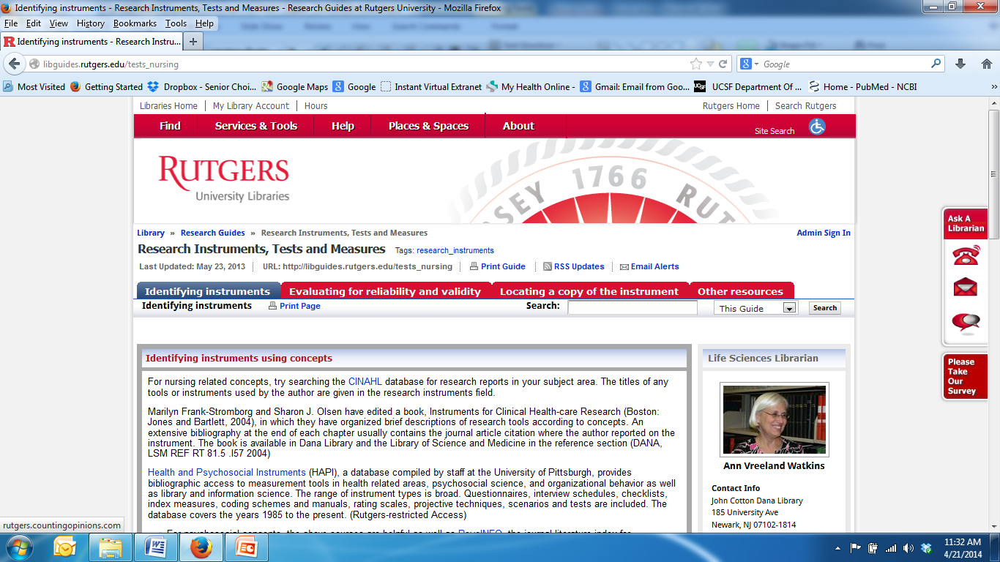 Identifying instruments - Research Instruments, Tests and Measures - Research Guides at Rutgers University - Mozilla Firefox
File Edit View History Bookmarks Tools Help
Identifying instruments - Research Instru...
libguides.rutgers.edu/tests_nursing
Google
Most Visited Getting Started Dropbox - Senior Choi... Google Maps Google Instant Virtual Extranet My Health Online - Gmail: Email from Goo... UCSF Department Of ... Home - PubMed - NCBI
Libraries Home My Library Account Hours Rutgers Home Search Rutgers
Find Services & Tools Help Places & Spaces About Site Search
RUTGERS
University Libraries
SEY 1766 RUT
Library » Research Guides » Research Instruments, Tests and Measures Admin Sign In
Research Instruments, Tests and Measures Tags: research_instruments
Last Updated: May 23, 2013 URL: http://libguides.rutgers.edu/tests_nursing Print Guide RSS Updates Email Alerts
Identifying instruments Evaluating for reliability and validity Locating a copy of the instrument Other resources
Identifying instruments Print Page Search: This Guide Search
Identifying instruments using concepts
For nursing related concepts, try searching the CINAHL database for research reports in your subject area. The titles of any
tools or instruments used by the author are given in the research instruments field.
Marilyn Frank-Stromborg and Sharon J. Olsen have edited a book, Instruments for Clinical Health-care Research (Boston:
Jones and Bartlett, 2004), in which they have organized brief descriptions of research tools according to concepts. An
extensive bibliography at the end of each chapter usually contains the journal article citation where the author reported on the
instrument. The book is available in Dana Library and the Library of Science and Medicine in the reference section (DANA,
LSM REF RT 81.5 .I57 2004)
Health and Psychosocial Instruments (HAPI), a database compiled by staff at the University of Pittsburgh, provides
bibliographic access to measurement tools in health related areas, psychosocial science, and organizational behavior as well
as library and information science. The range of instrument types is broad. Questionnaires, interview schedules, checklists,
index measures, coding schemes and manuals, rating scales, projective techniques, scenarios and tests are included. The
database covers the years 1985 to the present. (Rutgers-restricted Access)
Life Sciences Librarian
Ann Vreeland Watkins
Contact Info
John Cotton Dana Library
185 University Ave
Newark, NJ 07102-1814
Ask A
Librarian
Please
Take
Our
Survey
rutgers.countingopinions.com
11:32 AM
4/21/2014